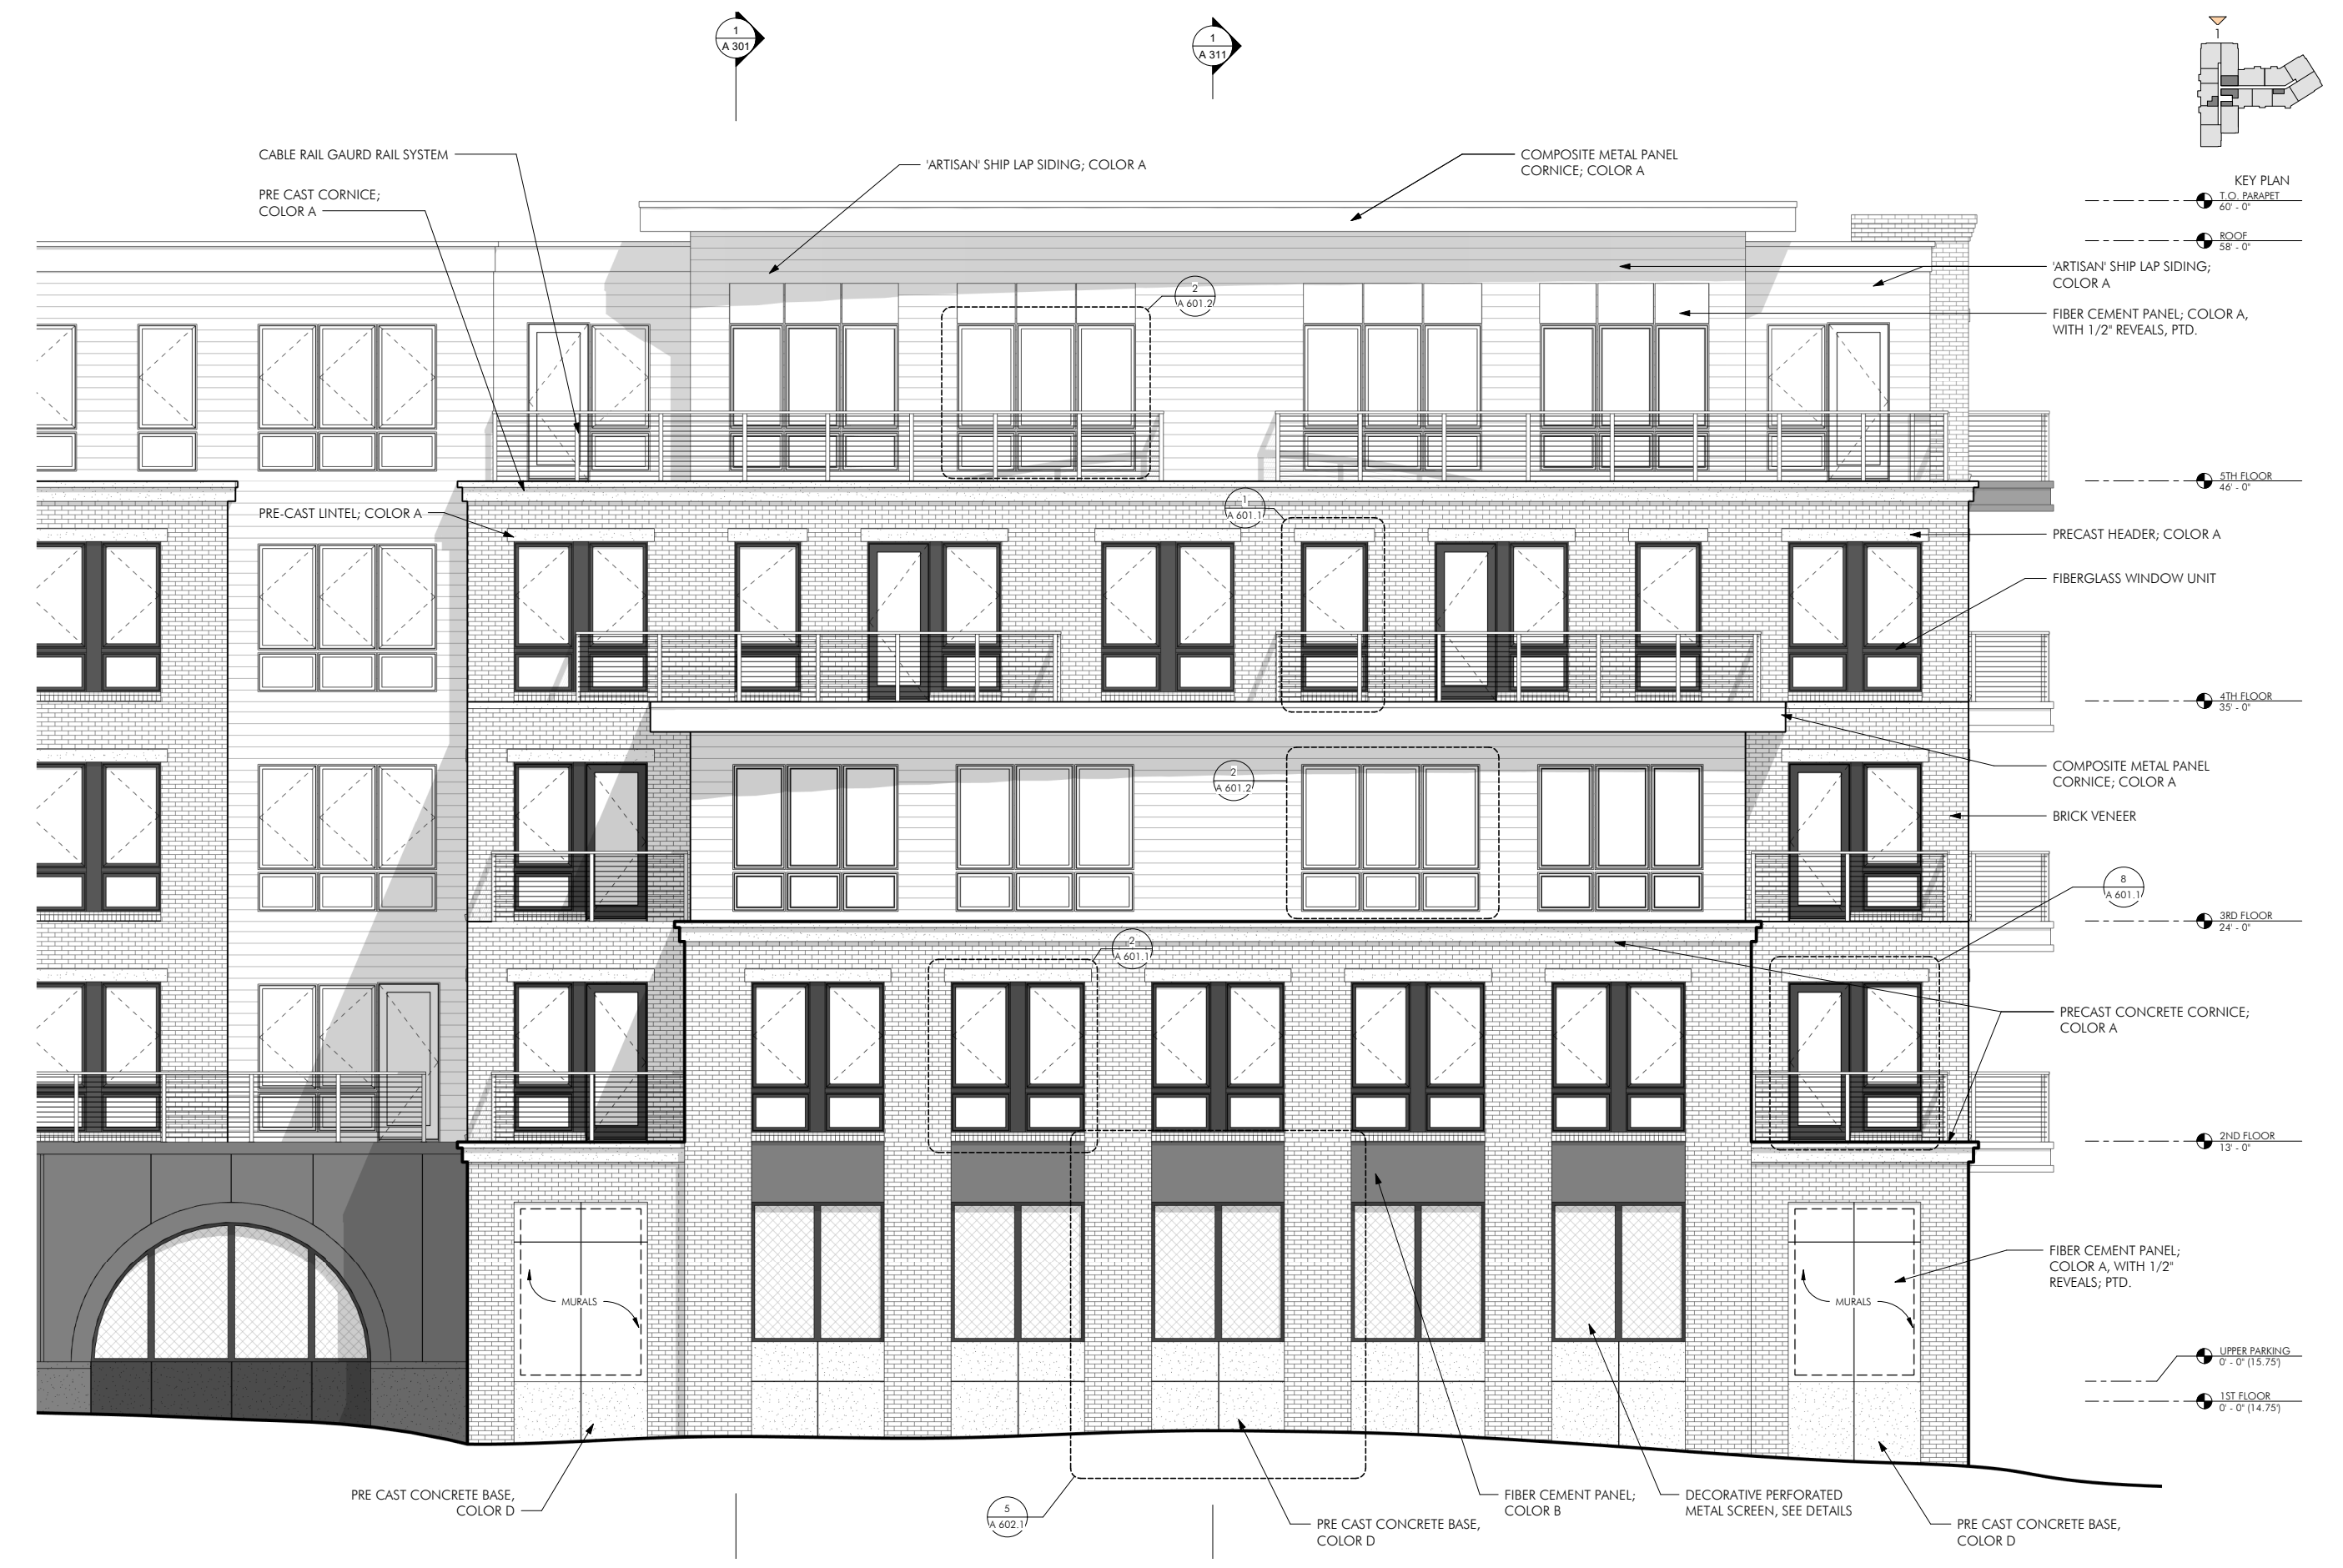 1
A 301
1
A 311
1
KEY PLAN
T.O. PARAPET
60' - 0"
ROOF
58' - 0"
CABLE RAIL GAURD RAIL SYSTEM
PRE CAST CORNICE;
COLOR A
'ARTISAN' SHIP LAP SIDING; COLOR A
COMPOSITE METAL PANEL
CORNICE; COLOR A
'ARTISAN' SHIP LAP SIDING;
COLOR A
FIBER CEMENT PANEL; COLOR A,
WITH 1/2" REVEALS, PTD.
2
A 601.2
5TH FLOOR
46' - 0"
1
A 601.1
PRE-CAST LINTEL; COLOR A
PRECAST HEADER; COLOR A
FIBERGLASS WINDOW UNIT
4TH FLOOR
35' - 0"
2
A 601.2
COMPOSITE METAL PANEL
CORNICE; COLOR A
BRICK VENEER
8
A 601.1
3RD FLOOR
24' - 0"
2
A 601.1
PRECAST CONCRETE CORNICE;
COLOR A
2ND FLOOR
13' - 0"
FIBER CEMENT PANEL;
COLOR A, WITH 1/2"
REVEALS; PTD.
MURALS
MURALS
UPPER PARKING
0' - 0" (15.75')
1ST FLOOR
0' - 0" (14.75')
PRE CAST CONCRETE BASE,
COLOR D
5
A 602.1
PRE CAST CONCRETE BASE,
COLOR D
FIBER CEMENT PANEL;
COLOR B
DECORATIVE PERFORATED
METAL SCREEN, SEE DETAILS
PRE CAST CONCRETE BASE,
COLOR D